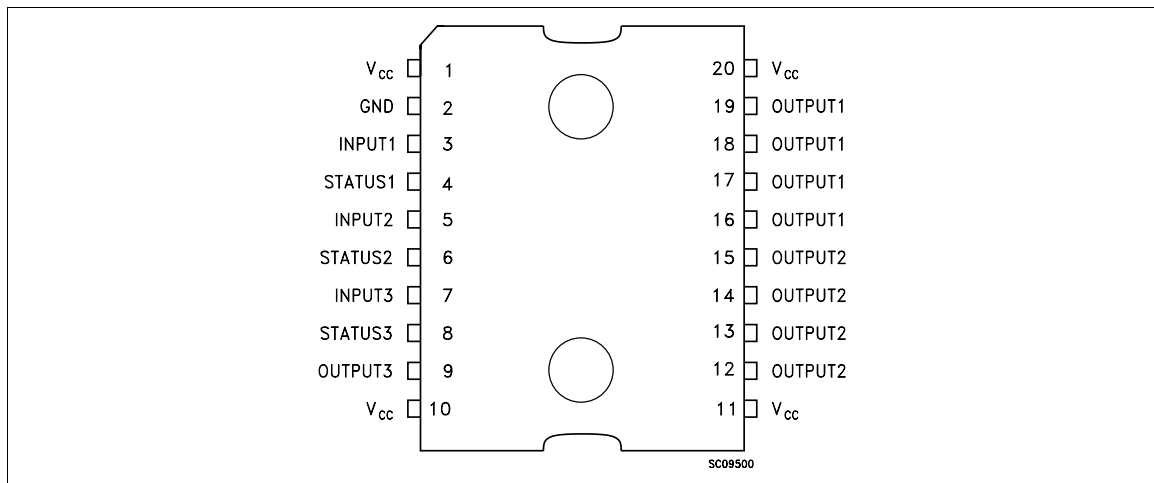 V_CC 1 20 V_CC
GND 2 19 OUTPUT1
INPUT1 3 18 OUTPUT1
STATUS1 4 17 OUTPUT1
INPUT2 5 16 OUTPUT1
STATUS2 6 15 OUTPUT2
INPUT3 7 14 OUTPUT2
STATUS3 8 13 OUTPUT2
OUTPUT3 9 12 OUTPUT2
V_CC 10 11 V_CC
SC09500